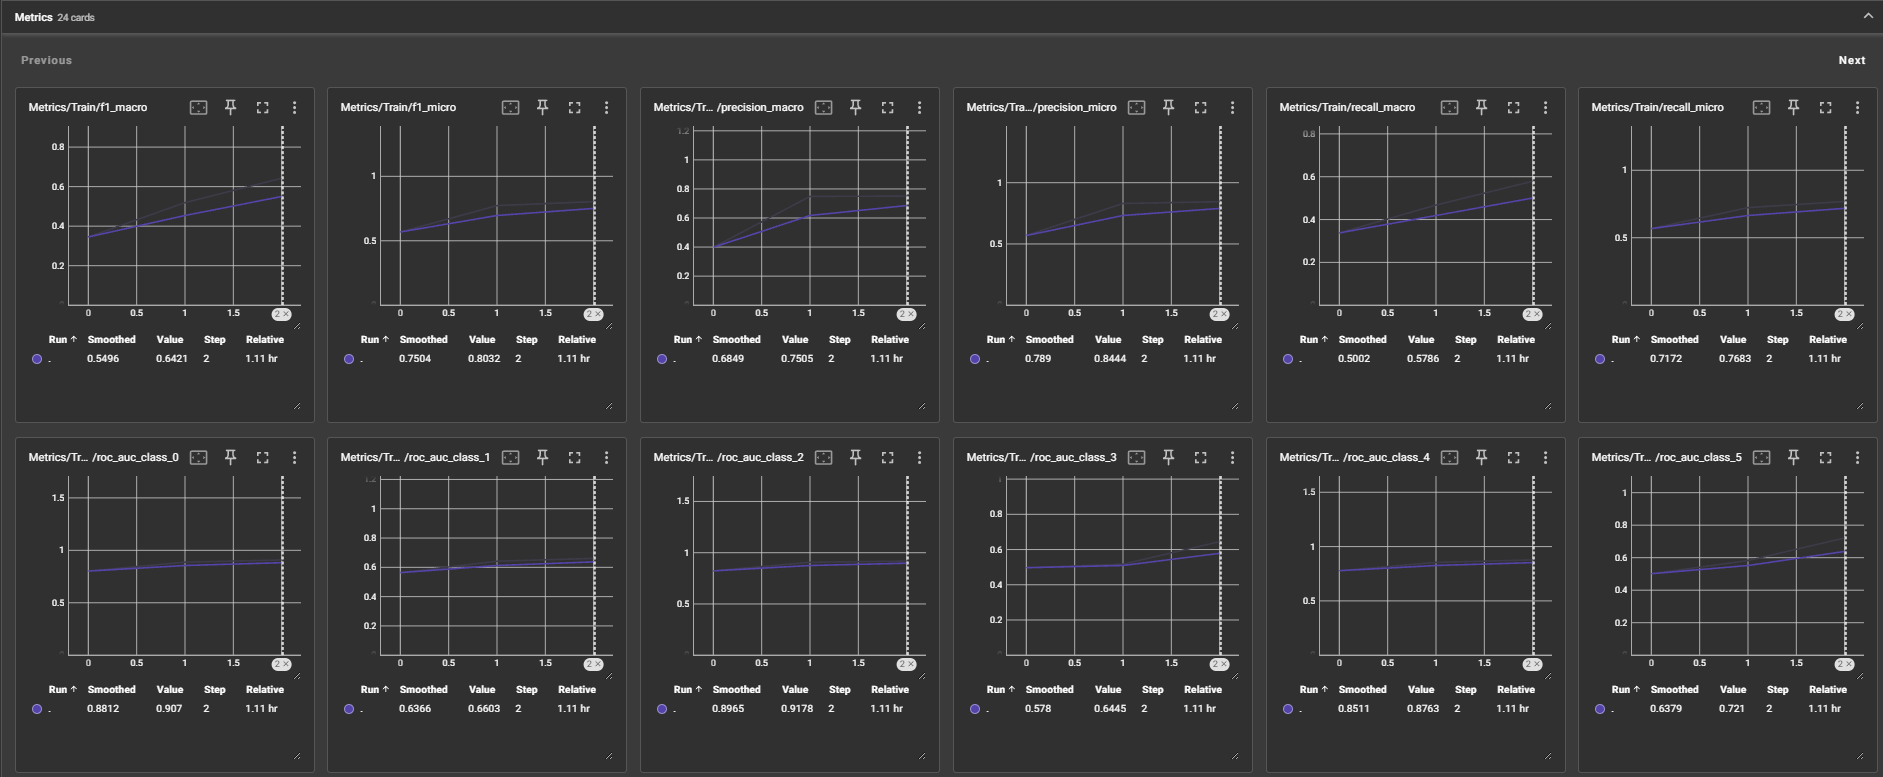 Metrics 24 cards
Previous Next
Metrics/Train/f1_macro
0.8
0.6
0.4
0.2
0 0.5 1 1.5 2 ×
Run ↑ Smoothed Value Step Relative
. 0.5496 0.6421 2 1.11 hr
Metrics/Train/f1_micro
1
0.5
0 0.5 1 1.5 2 ×
Run ↑ Smoothed Value Step Relative
. 0.7504 0.8032 2 1.11 hr
Metrics/Tr… /precision_macro
1.2
1
0.8
0.6
0.4
0.2
0 0.5 1 1.5 2 ×
Run ↑ Smoothed Value Step Relative
. 0.6849 0.7505 2 1.11 hr
Metrics/Tra…/precision_micro
1
0.5
0 0.5 1 1.5 2 ×
Run ↑ Smoothed Value Step Relative
. 0.789 0.8444 2 1.11 hr
Metrics/Train/recall_macro
0.8
0.6
0.4
0.2
0 0.5 1 1.5 2 ×
Run ↑ Smoothed Value Step Relative
. 0.5002 0.5786 2 1.11 hr
Metrics/Train/recall_micro
1
0.5
0 0.5 1 1.5 2 ×
Run ↑ Smoothed Value Step Relative
. 0.7172 0.7683 2 1.11 hr
Metrics/Tr… /roc_auc_class_0
1.5
1
0.5
0 0.5 1 1.5 2 ×
Run ↑ Smoothed Value Step Relative
. 0.8812 0.907 2 1.11 hr
Metrics/Tr… /roc_auc_class_1
1.2
1
0.8
0.6
0.4
0.2
0 0.5 1 1.5 2 ×
Run ↑ Smoothed Value Step Relative
. 0.6366 0.6603 2 1.11 hr
Metrics/Tr… /roc_auc_class_2
1.5
1
0.5
0 0.5 1 1.5 2 ×
Run ↑ Smoothed Value Step Relative
. 0.8965 0.9178 2 1.11 hr
Metrics/Tr… /roc_auc_class_3
1
0.8
0.6
0.4
0.2
0 0.5 1 1.5 2 ×
Run ↑ Smoothed Value Step Relative
. 0.578 0.6445 2 1.11 hr
Metrics/Tr… /roc_auc_class_4
1.5
1
0.5
0 0.5 1 1.5 2 ×
Run ↑ Smoothed Value Step Relative
. 0.8511 0.8763 2 1.11 hr
Metrics/Tr… /roc_auc_class_5
1
0.8
0.6
0.4
0.2
0 0.5 1 1.5 2 ×
Run ↑ Smoothed Value Step Relative
. 0.6379 0.721 2 1.11 hr